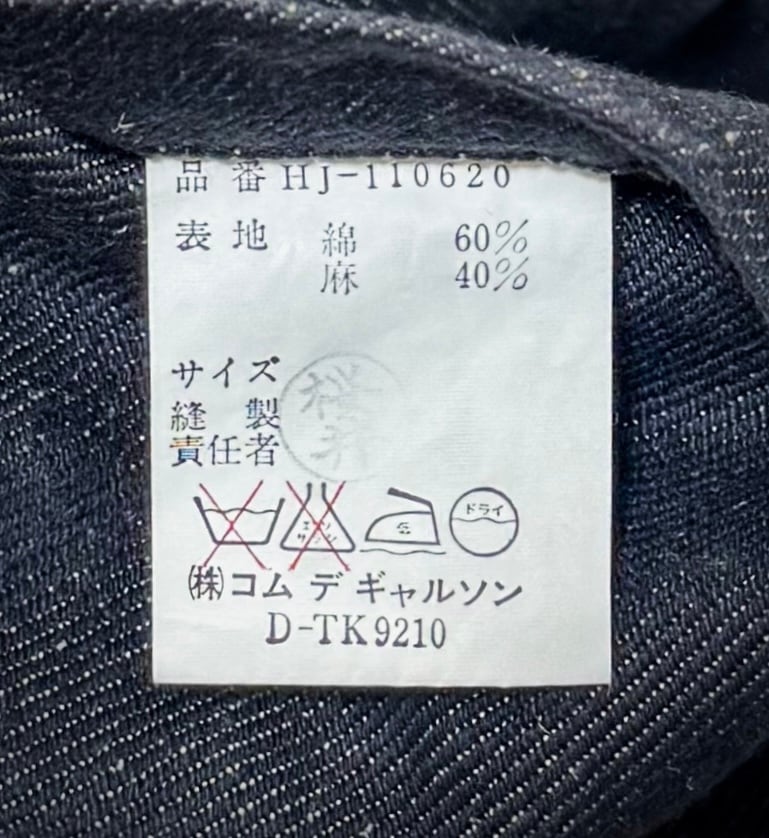 品番 HJ-110620
表地 綿 60%
麻 40%
サイズ
縫製
責任者
ドライ
㈱コム デ ギャルソン
D-TK9210